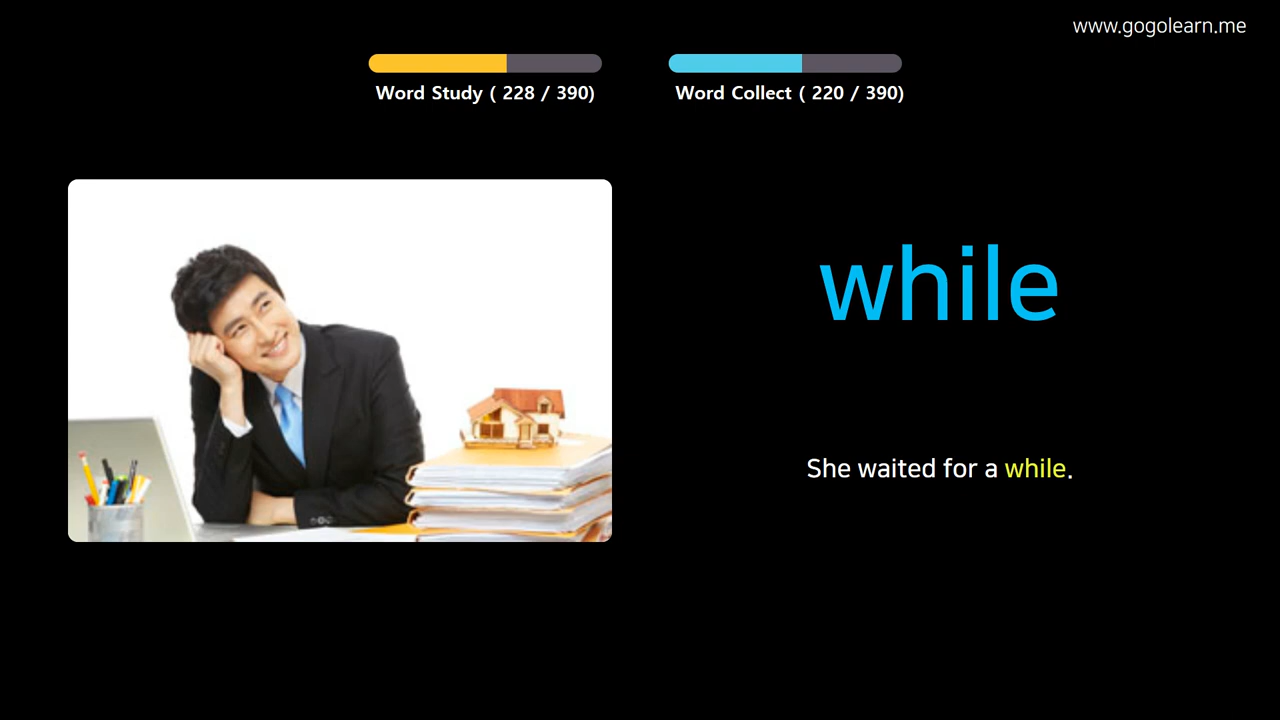 www.gogolearn.me
Word Study ( 228 / 390)
Word Collect ( 220 / 390)
while
She waited for a while.